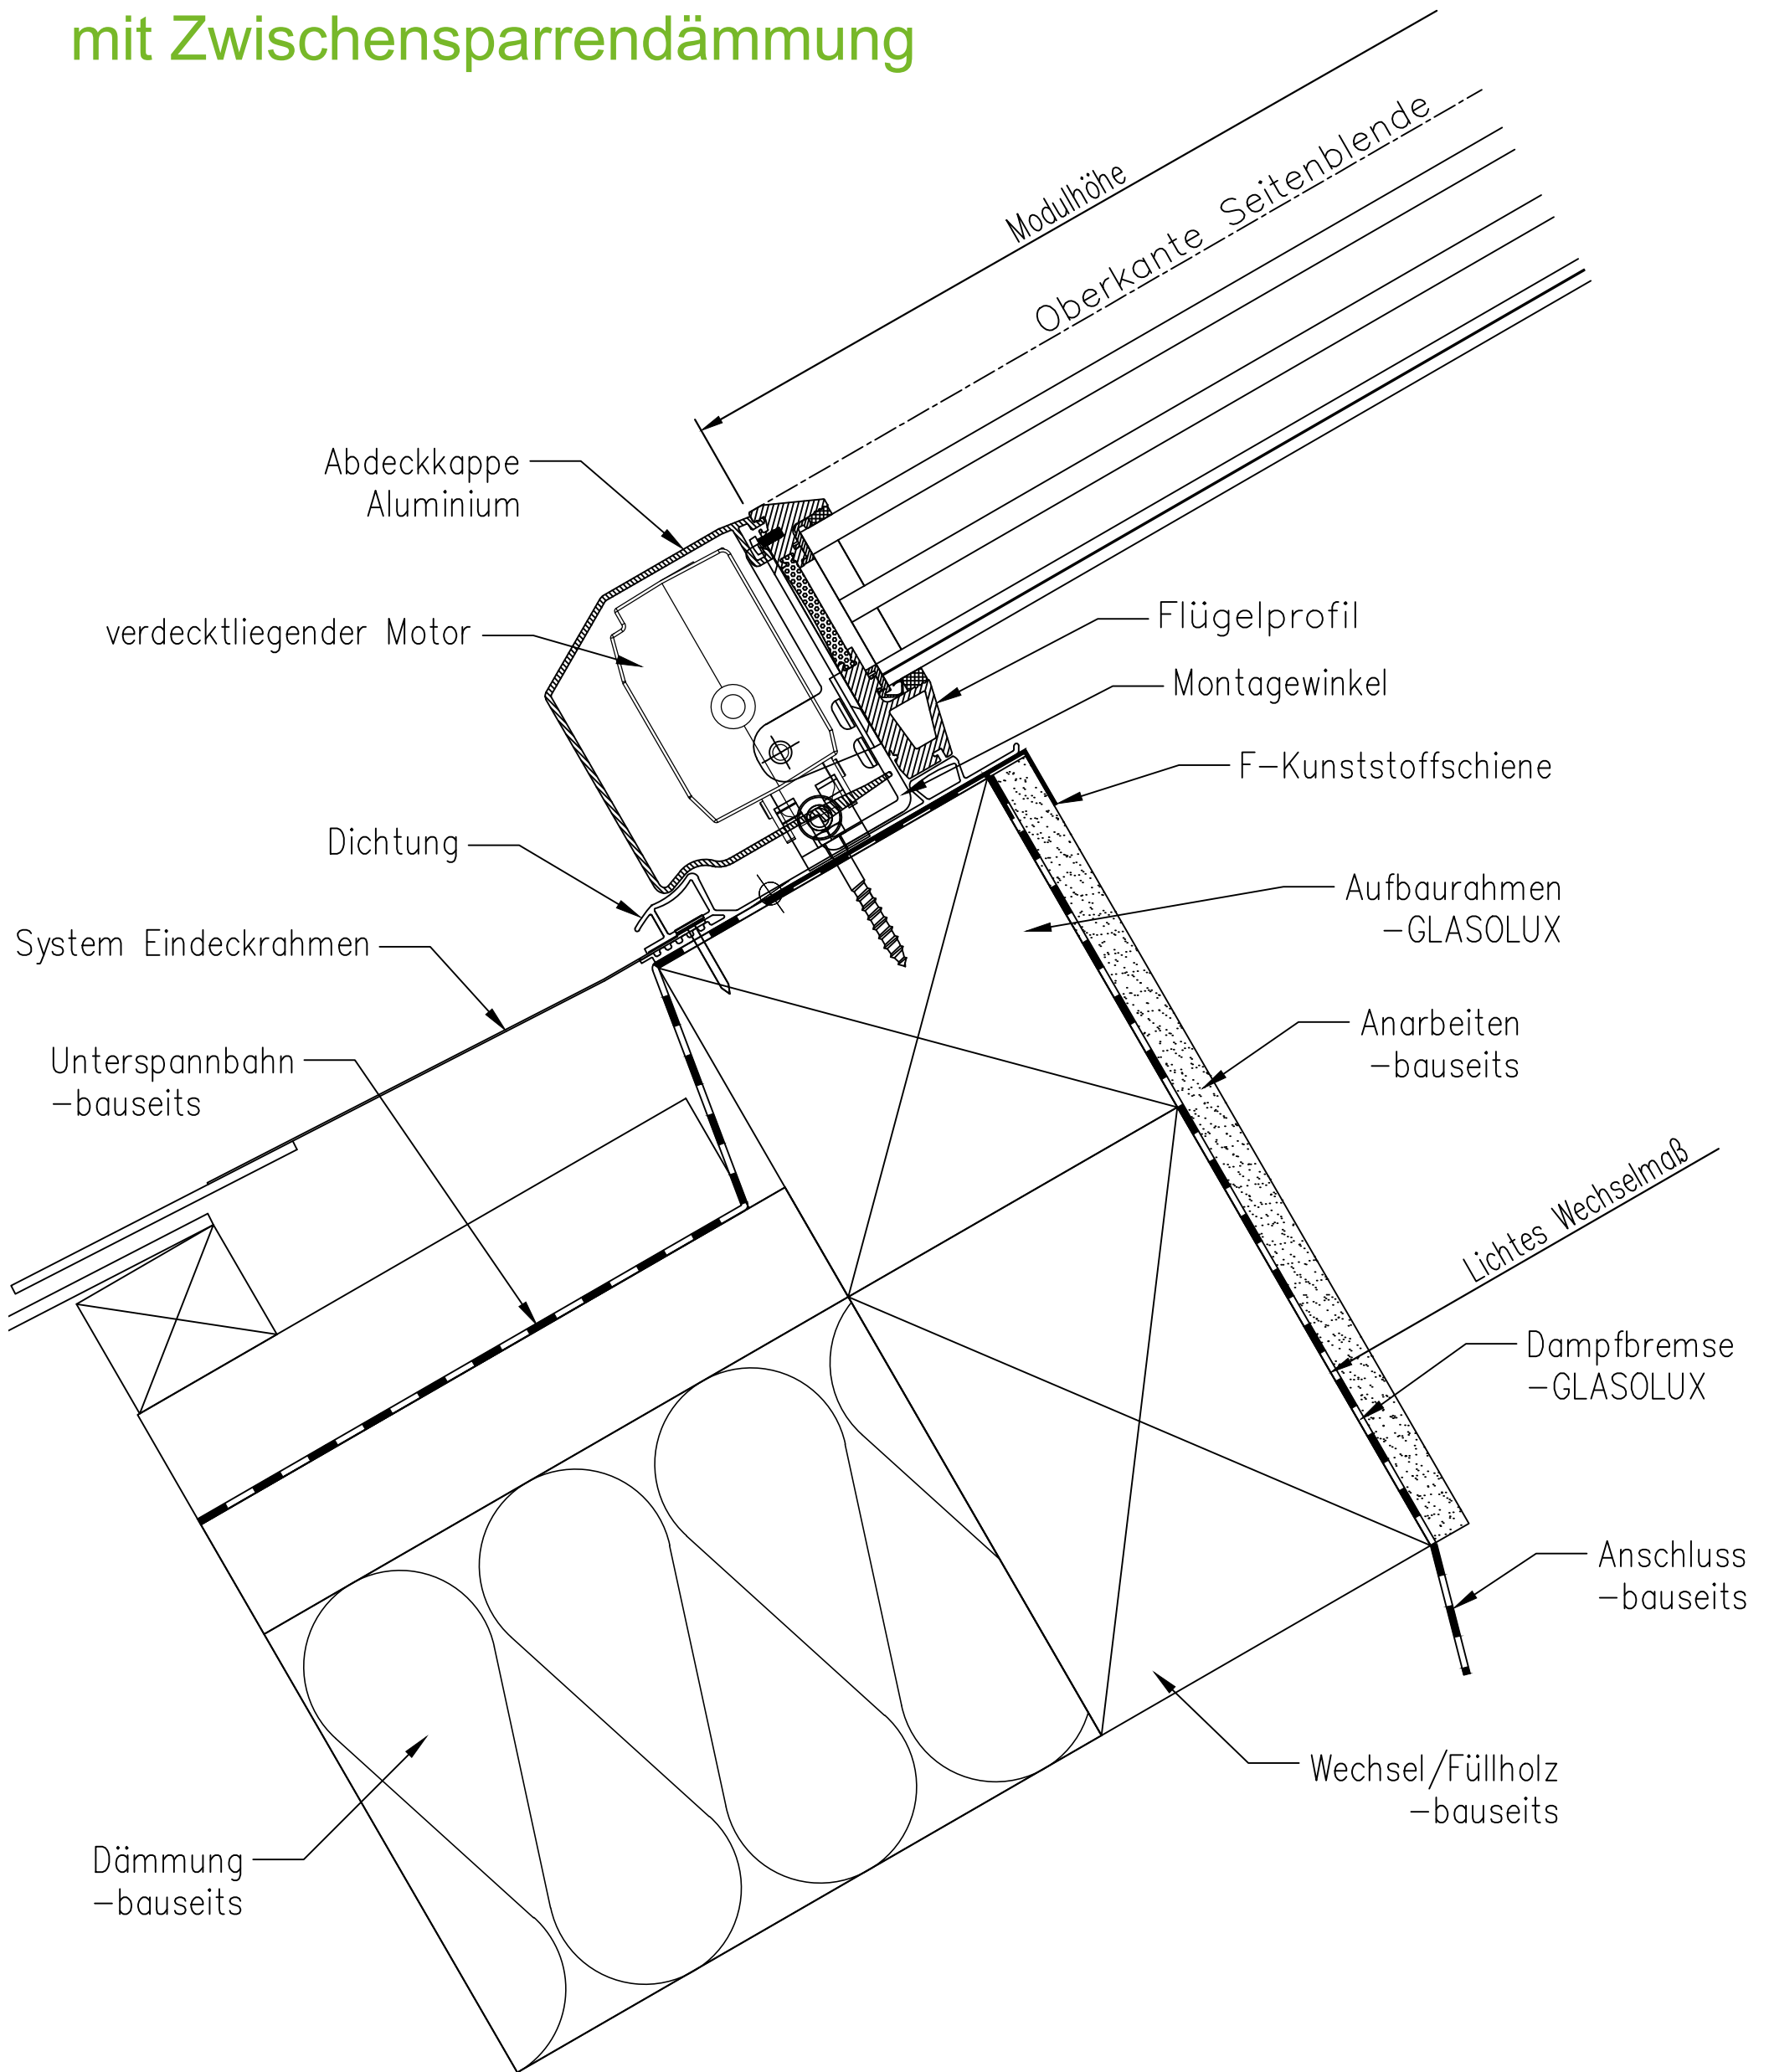 mit Zwischensparrendämmung
Modulhöhe
Oberkante Seitenblende
Abdeckkappe
Aluminium
verdecktliegender Motor
Flügelprofil
Montagewinkel
F-Kunststoffschiene
Dichtung
Aufbaurahmen
-GLASOLUX
System Eindeckrahmen
Anarbeiten
-bauseits
Unterspannbahn
-bauseits
Lichtes Wechselmaß
Dampfbremse
-GLASOLUX
Anschluss
-bauseits
Wechsel/Füllholz
-bauseits
Dämmung
-bauseits